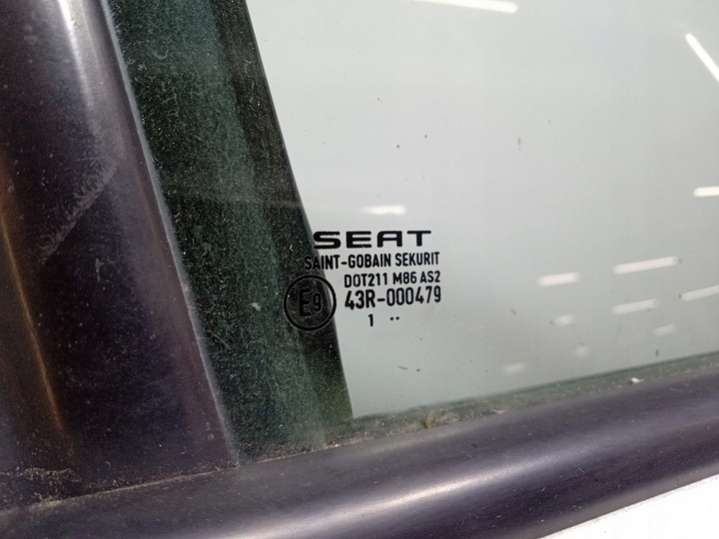 SEAT
SAINT-GOBAIN SEKURIT
DOT211 M86 AS2
E9 43R-000479
1 ..